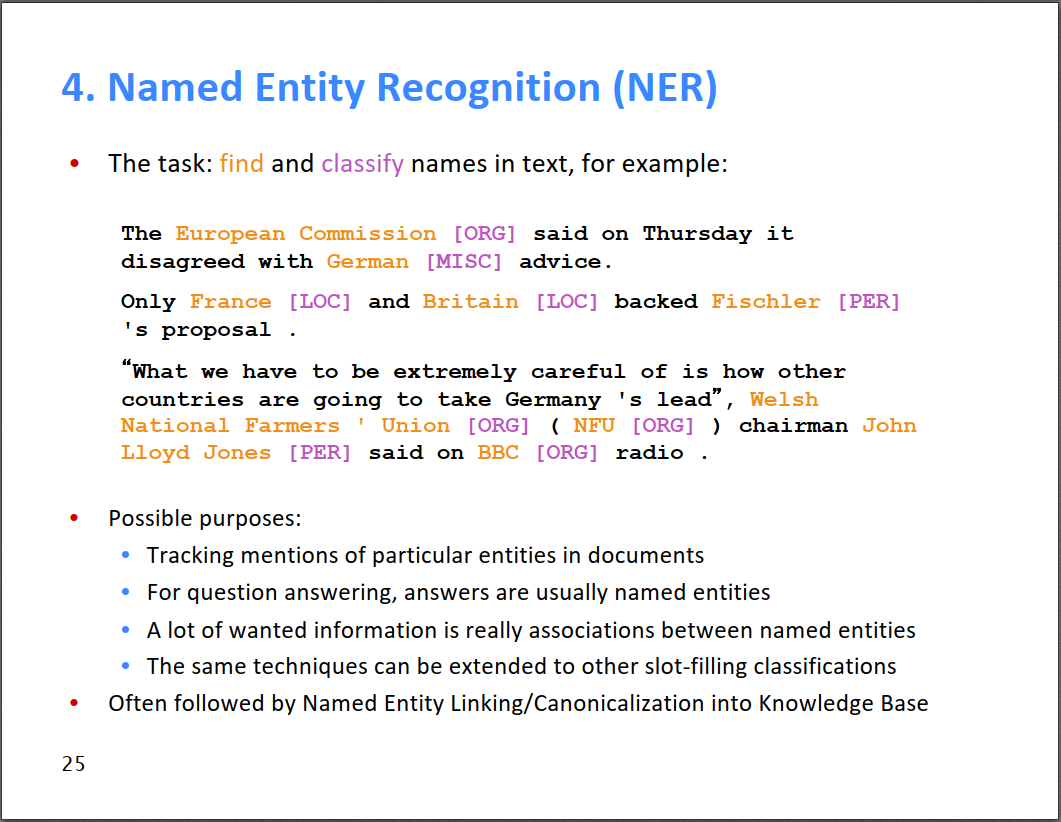 4. Named Entity Recognition (NER)
• The task: find and classify names in text, for example:
The European Commission [ORG] said on Thursday it
disagreed with German [MISC] advice.
Only France [LOC] and Britain [LOC] backed Fischler [PER]
's proposal .
“What we have to be extremely careful of is how other
countries are going to take Germany 's lead”, Welsh
National Farmers ' Union [ORG] ( NFU [ORG] ) chairman John
Lloyd Jones [PER] said on BBC [ORG] radio .
• Possible purposes:
• Tracking mentions of particular entities in documents
• For question answering, answers are usually named entities
• A lot of wanted information is really associations between named entities
• The same techniques can be extended to other slot-filling classifications
• Often followed by Named Entity Linking/Canonicalization into Knowledge Base
25